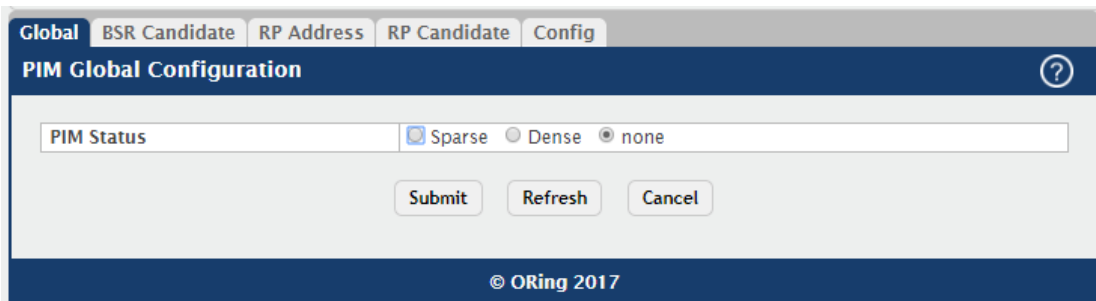 Global BSR Candidate RP Address RP Candidate Config
PIM Global Configuration ?
PIM Status Sparse Dense none
Submit Refresh Cancel
© ORing 2017